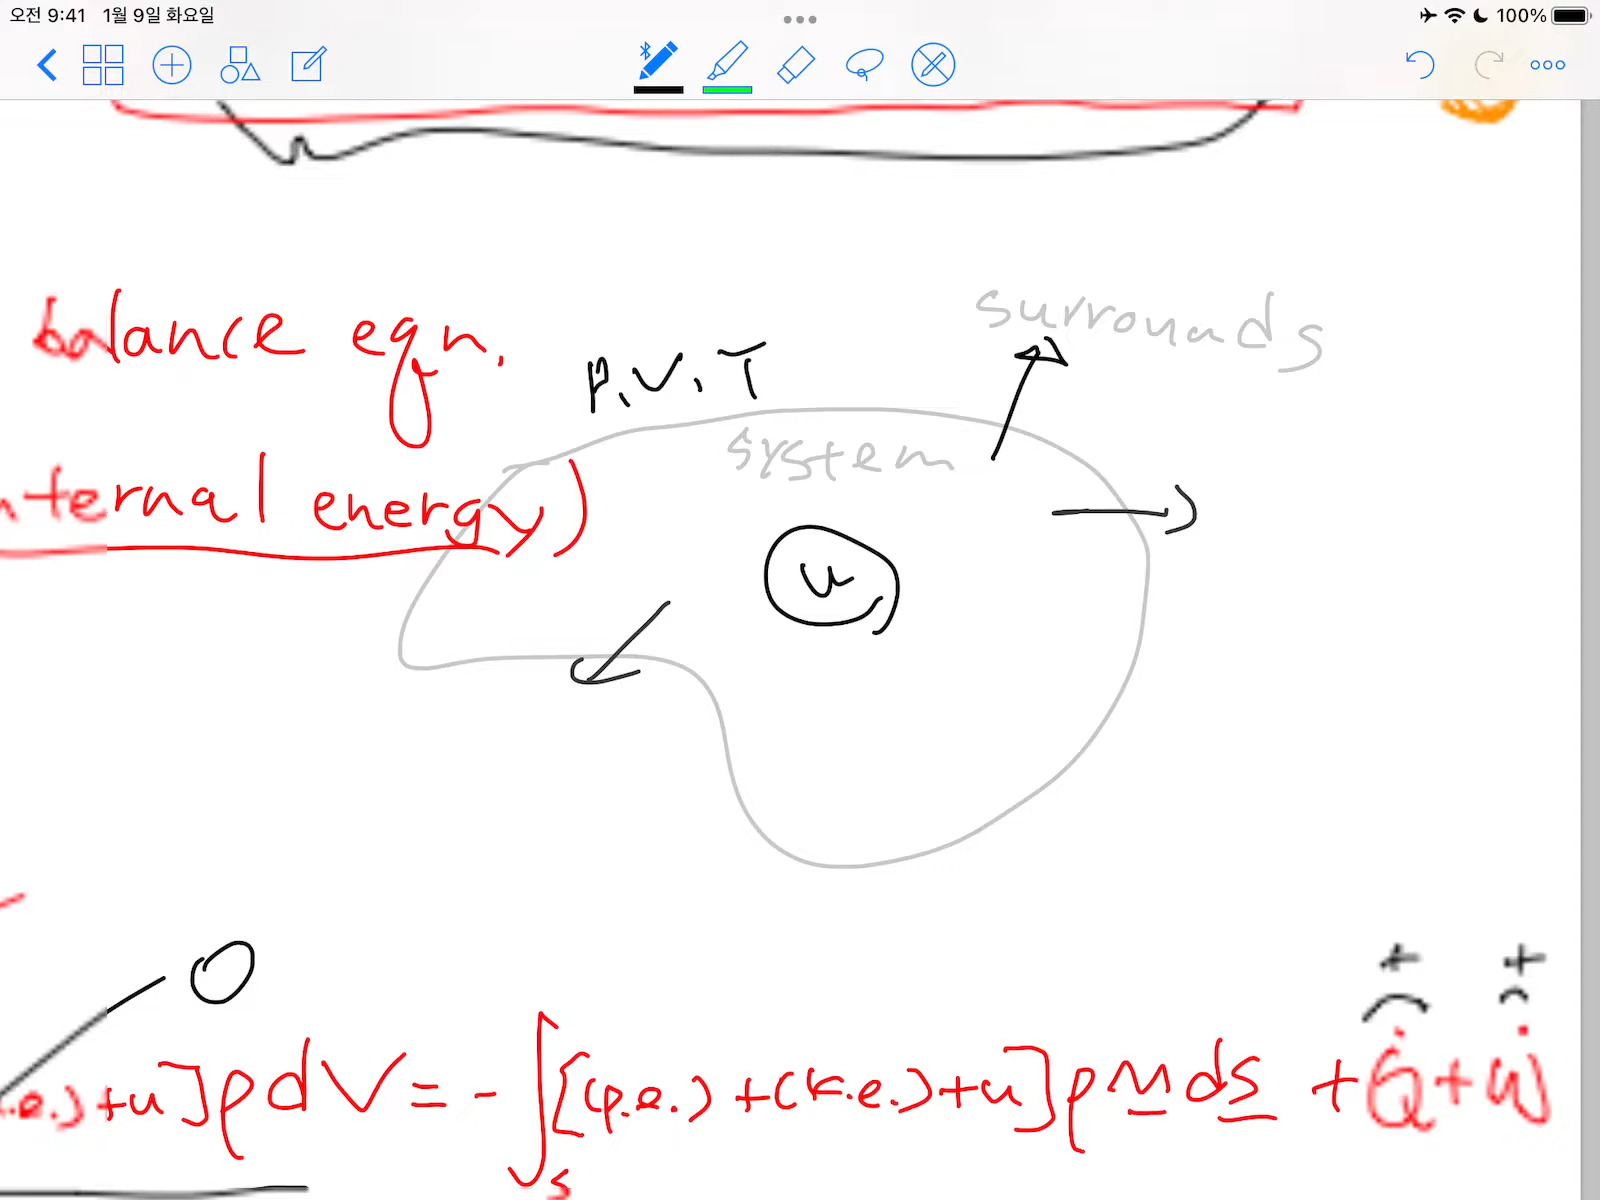 오전 9:41 1월 9일 화요일 100%
surrounds
balance eqn.
P, V, T
system
nternal energy)
u
0
+ +
.e.) +u]ρdV = - ∫s [(p.e.) +(k.e.)+u]ρ u ds + Q̇ + Ẇ